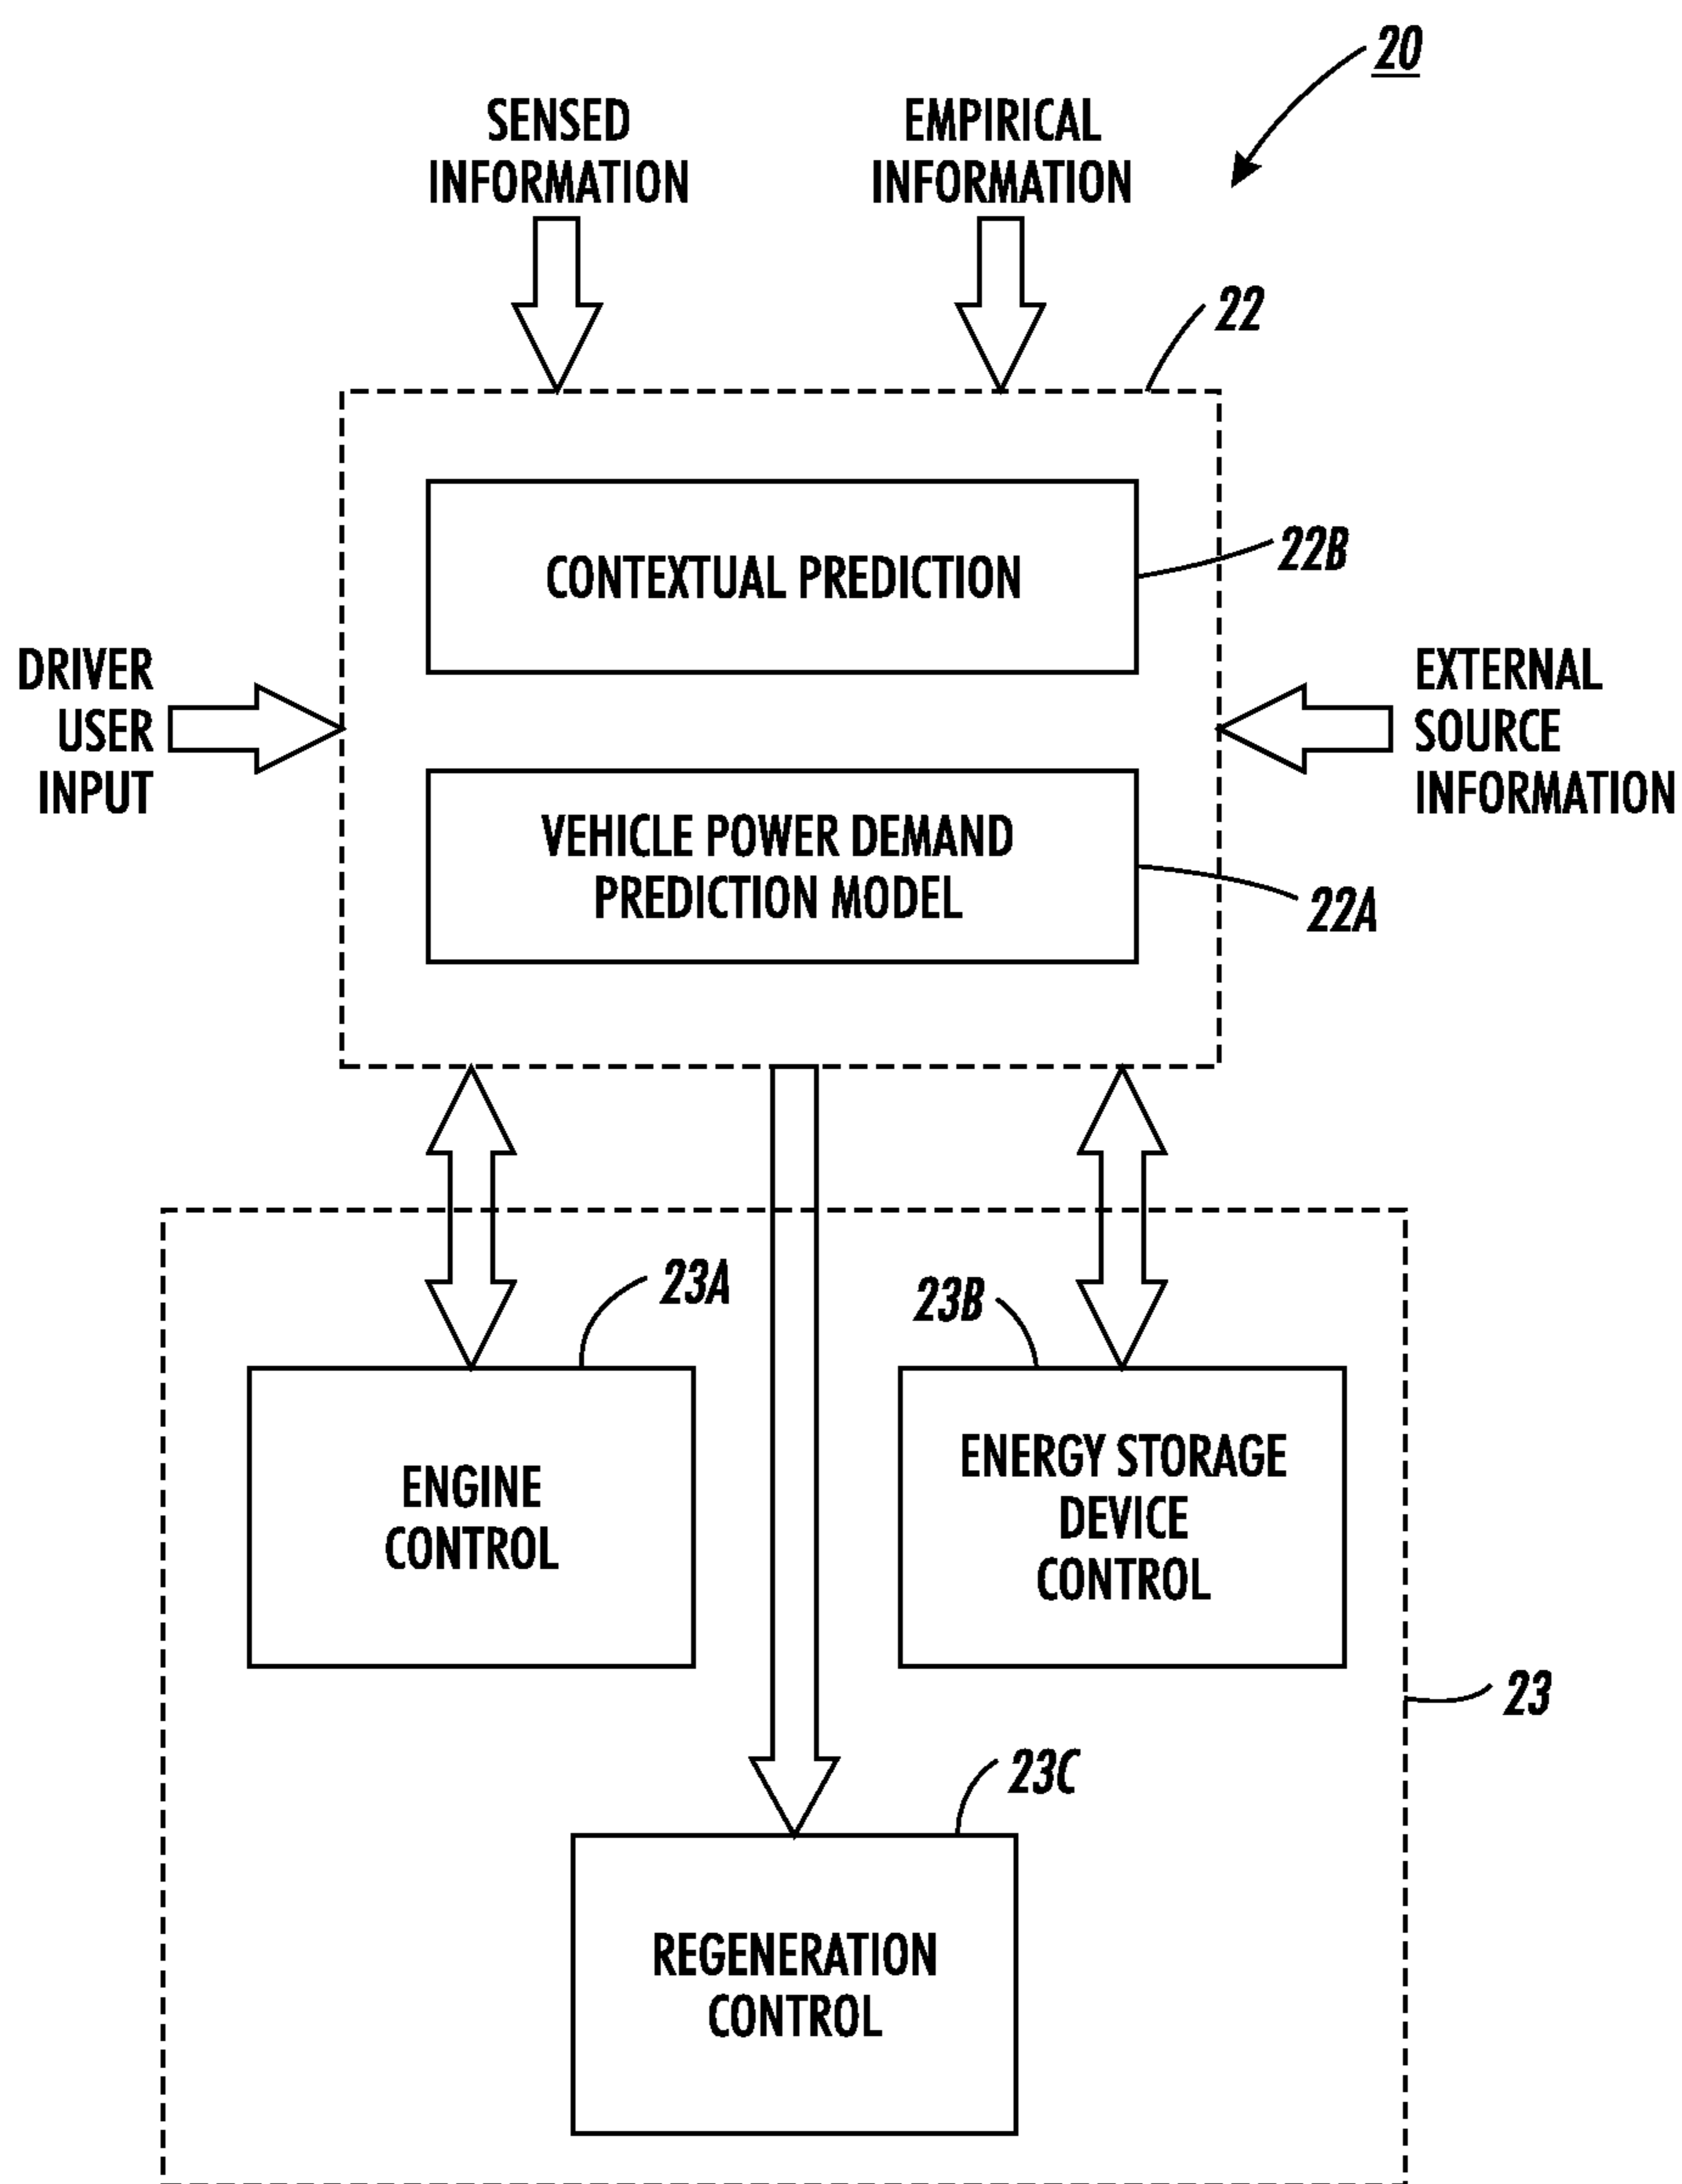 20
SENSED
INFORMATION
EMPIRICAL
INFORMATION
22
CONTEXTUAL PREDICTION
22B
DRIVER
USER
INPUT
EXTERNAL
SOURCE
INFORMATION
VEHICLE POWER DEMAND
PREDICTION MODEL
22A
23A
23B
ENGINE
CONTROL
ENERGY STORAGE
DEVICE
CONTROL
23
23C
REGENERATION
CONTROL